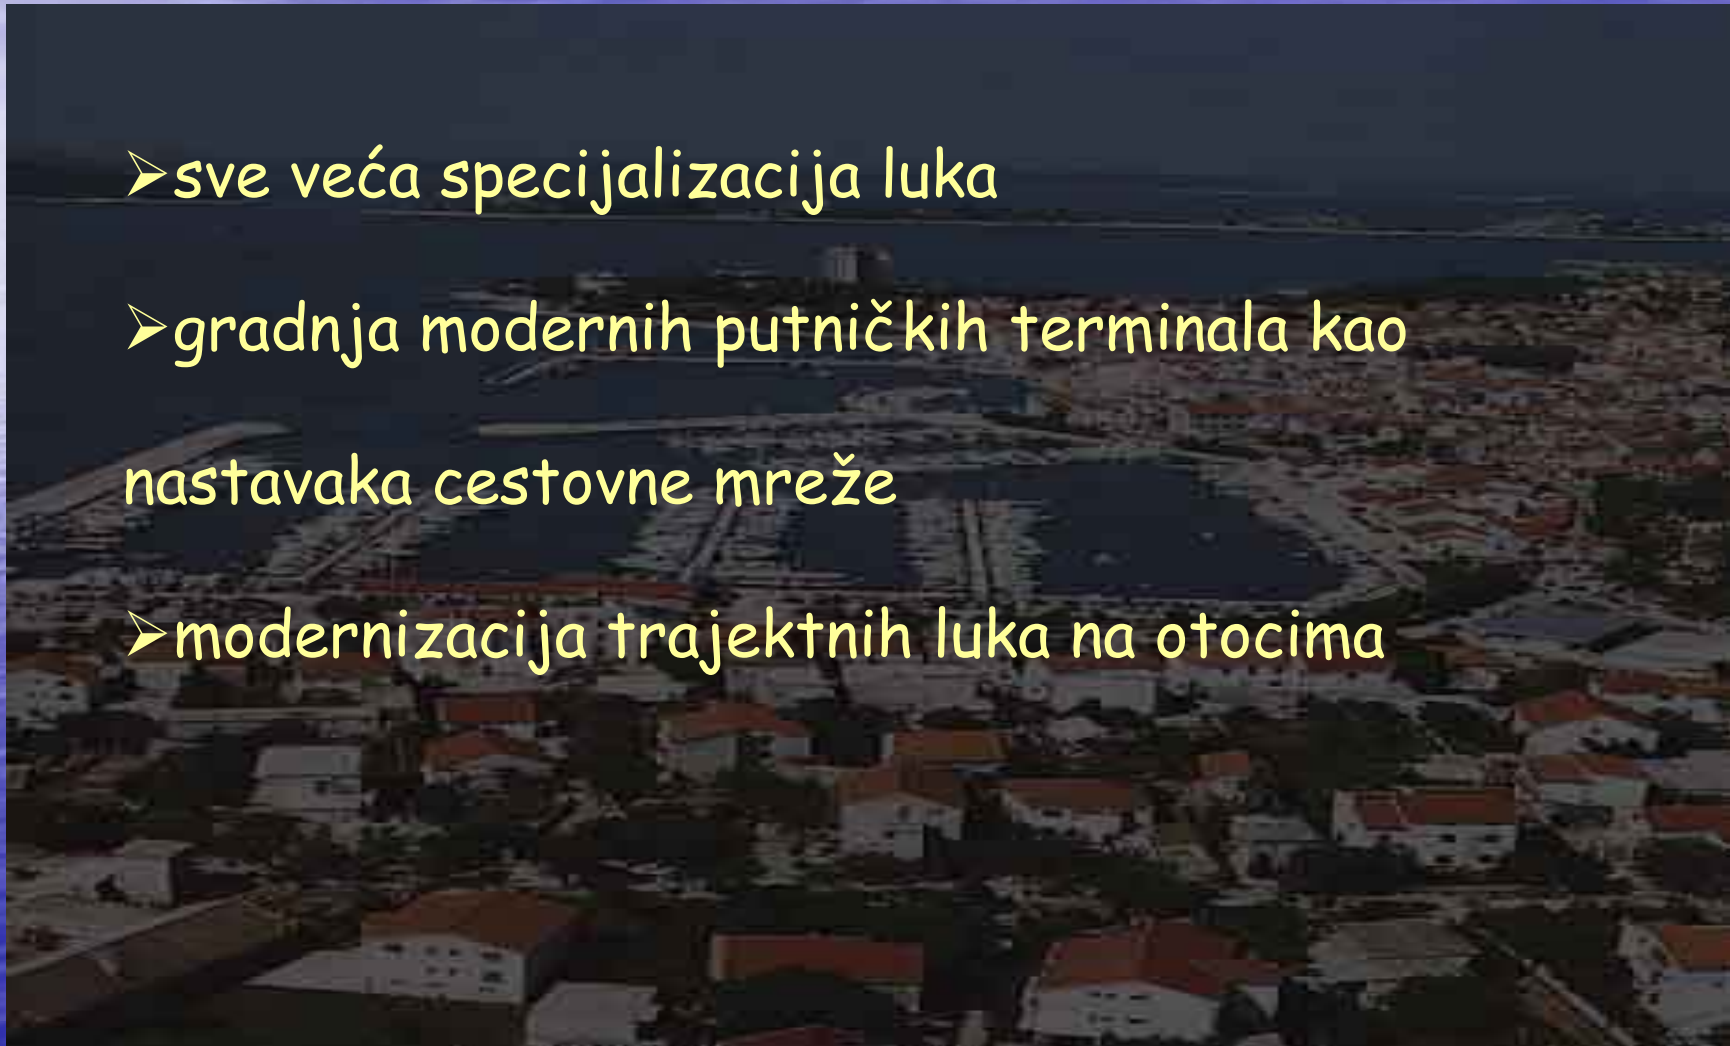 ➢sve veća specijalizacija luka
➢gradnja modernih putničkih terminala kao
nastavaka cestovne mreže
➢modernizacija trajektnih luka na otocima